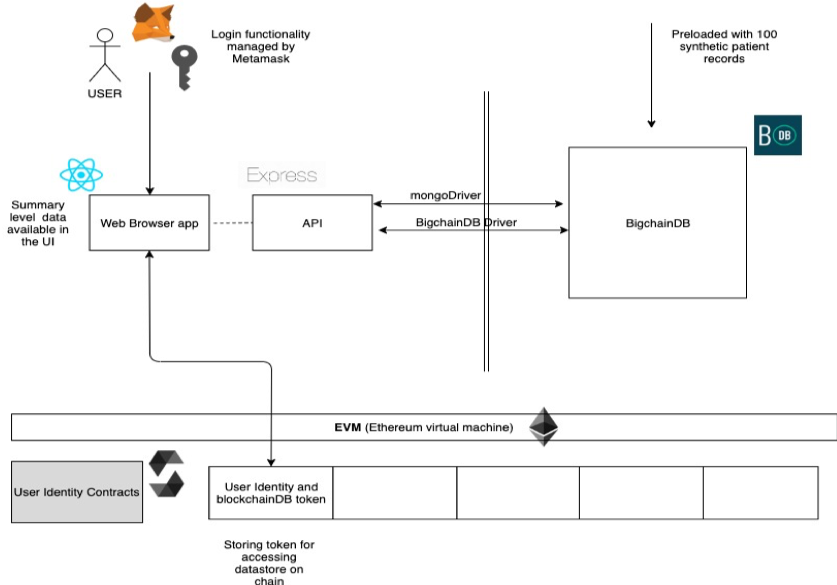 Login functionality
managed by
Metamask
USER
Preloaded with 100
synthetic patient
records
B DB
Express
Summary
level data
available in
the UI
Web Browser app
API
mongoDriver
BigchainDB Driver
BigchainDB
EVM (Ethereum virtual machine)
User Identity Contracts
User Identity and
blockchainDB token
Storing token for
accessing
datastore on
chain